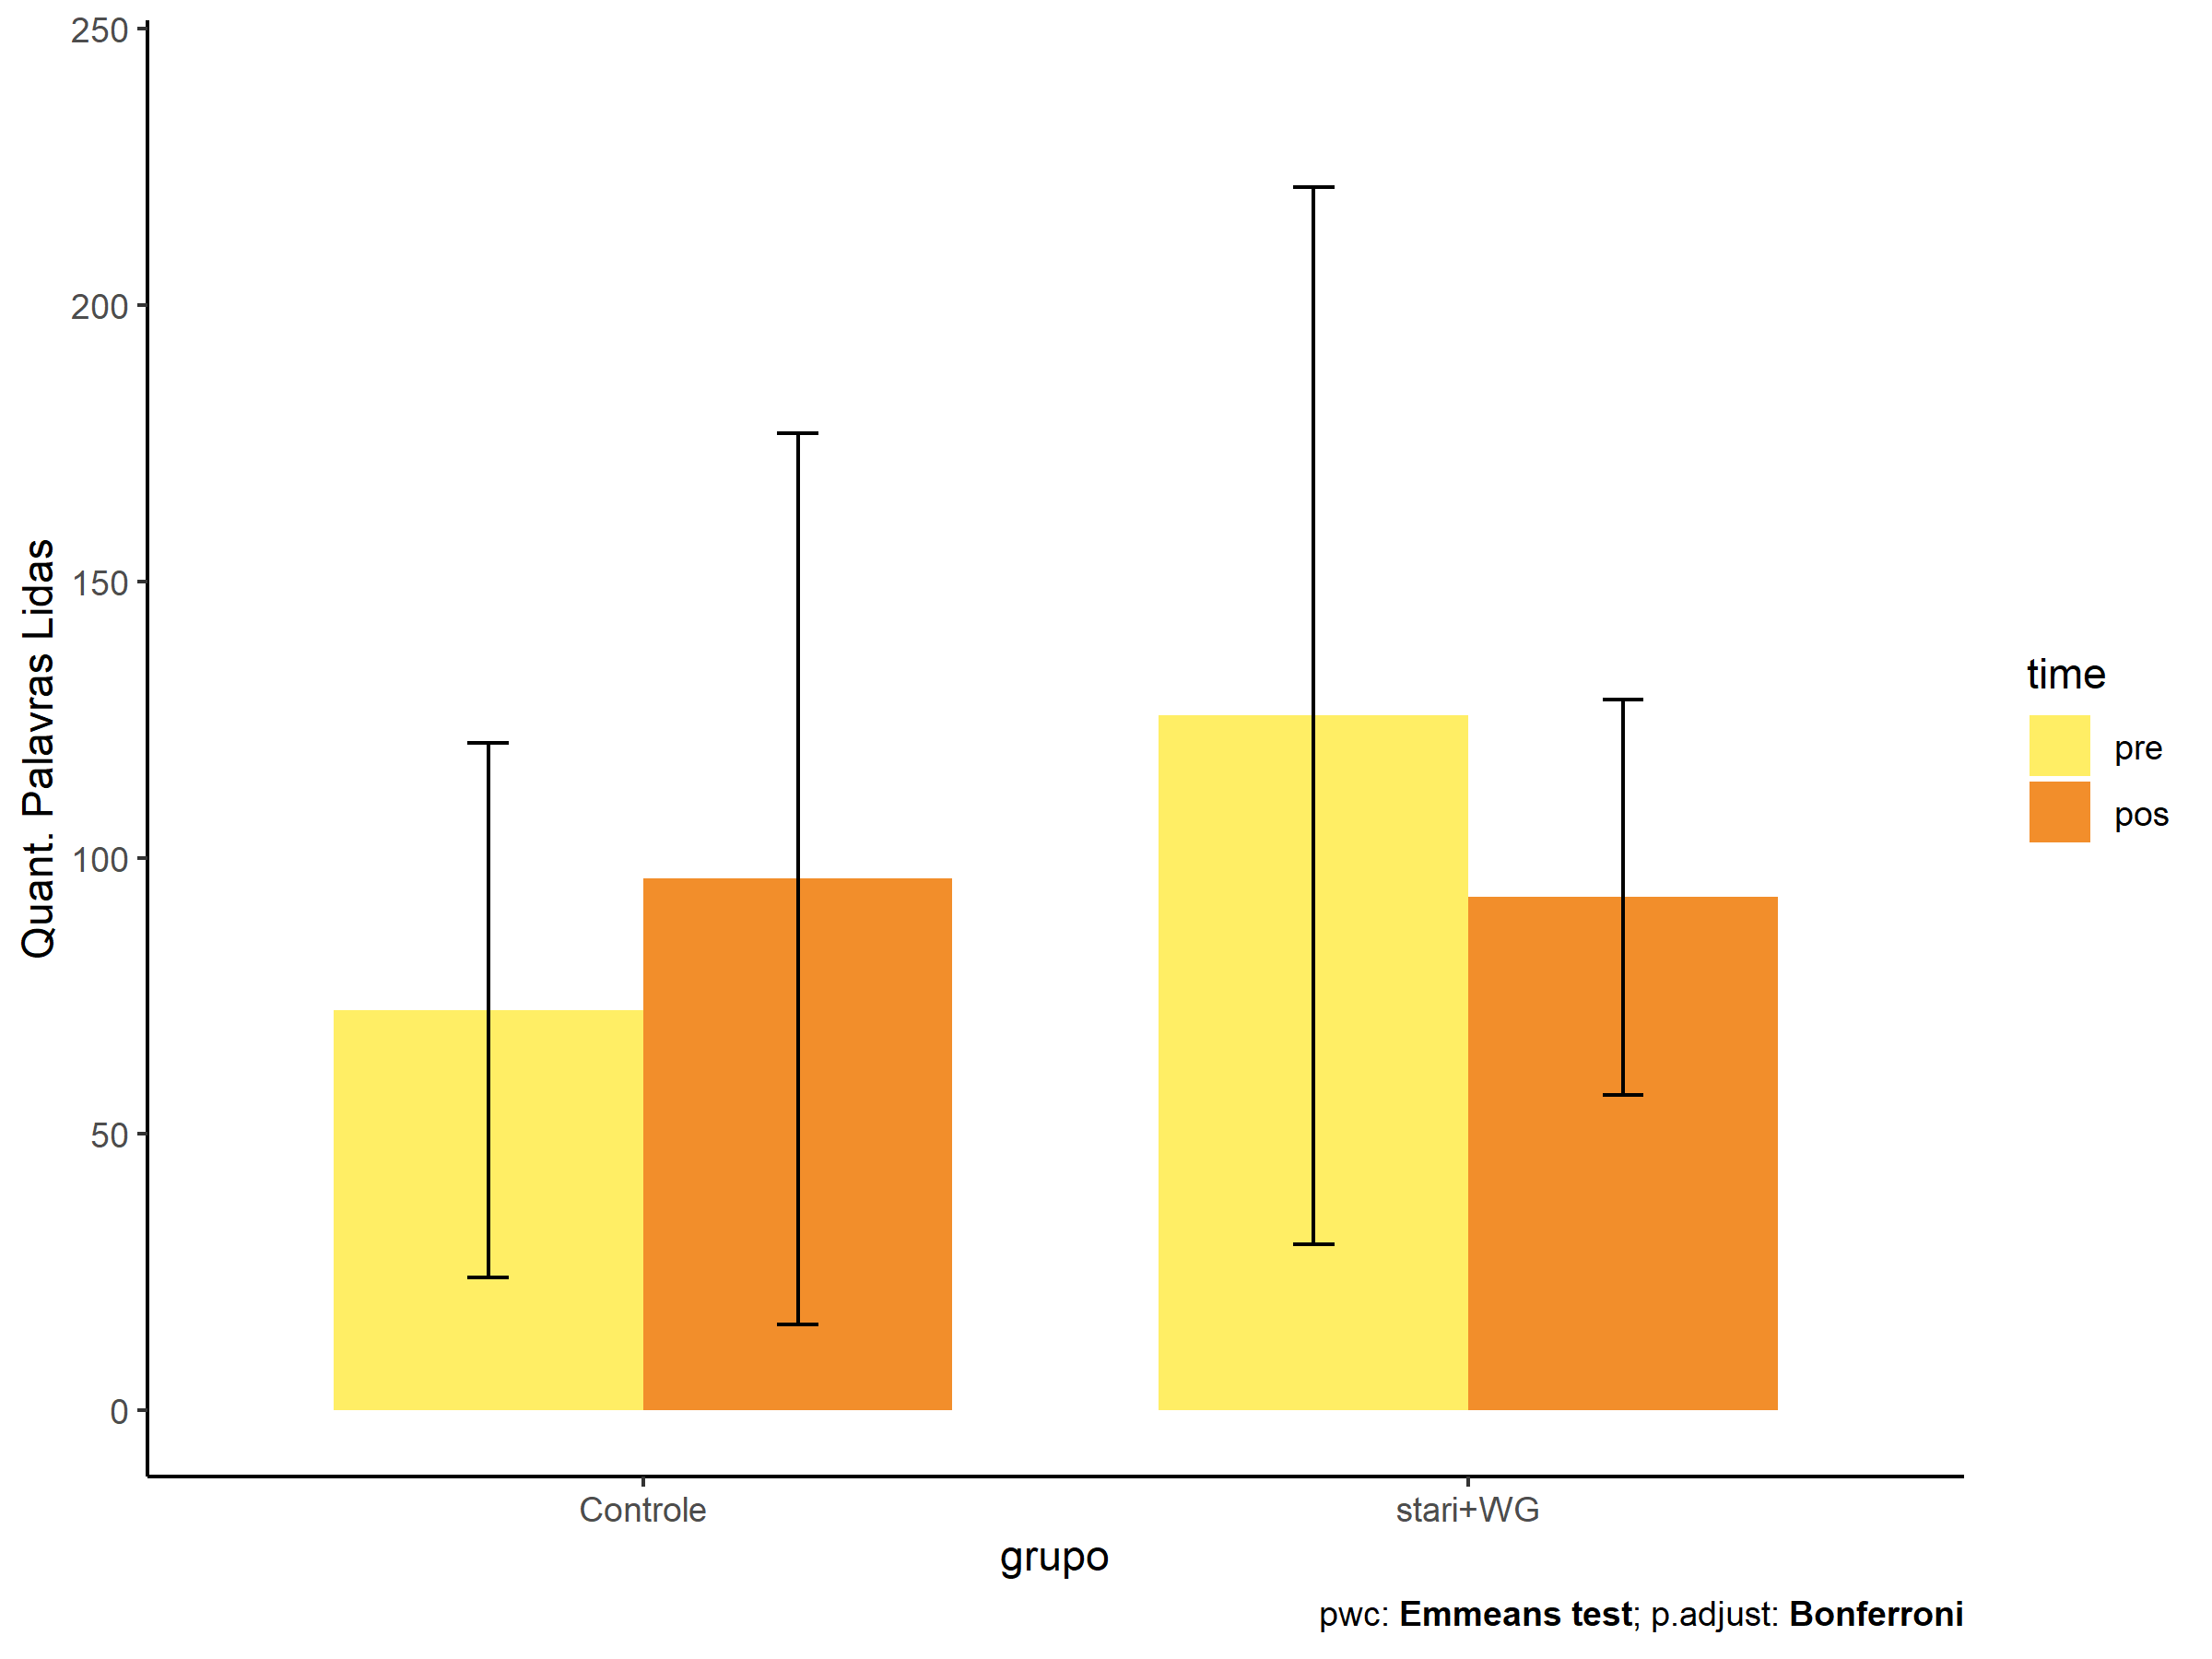 250
200
150
100
50
0
Quant. Palavras Lidas
Controle
stari+WG
grupo
time
pre
pos
pwc: Emmeans test; p.adjust: Bonferroni